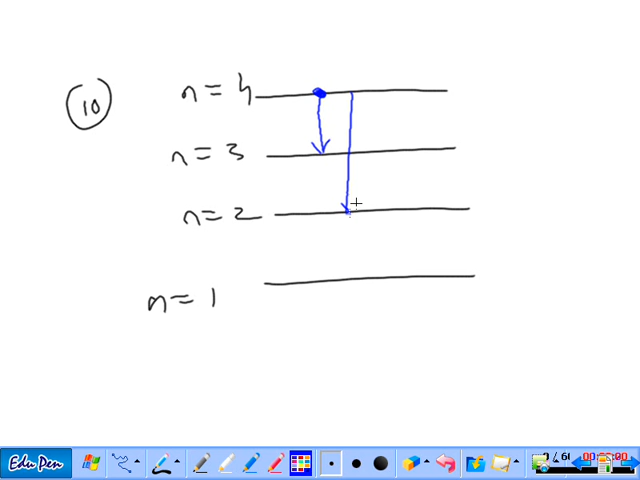 10
n = 4
n = 3
n = 2
n = 1
Edu Pen